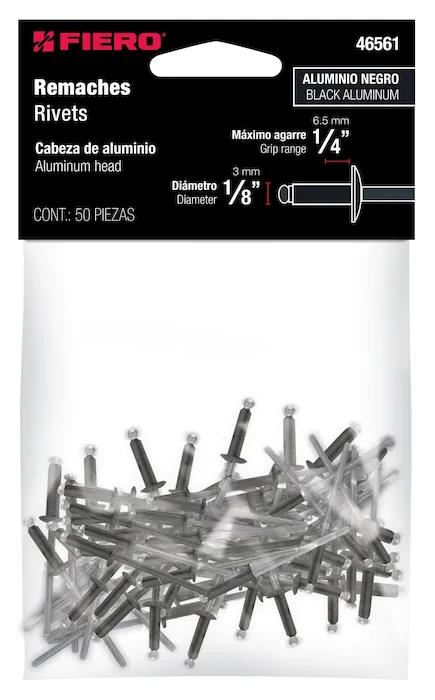 FIERO®
46561
Remaches
Rivets
ALUMINIO NEGRO
BLACK ALUMINUM
Cabeza de aluminio
Aluminum head
6.5 mm
Máximo agarre
Grip range
1/4”
3 mm
Diámetro
Diameter
1/8”
CONT.: 50 PIEZAS